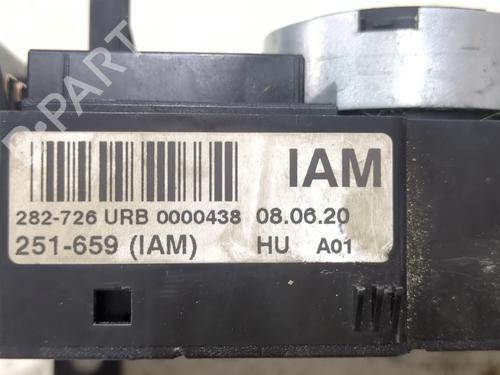 B-PART
IAM
282-726 URB 0000438 08.06.20
251-659 (IAM) HU A01